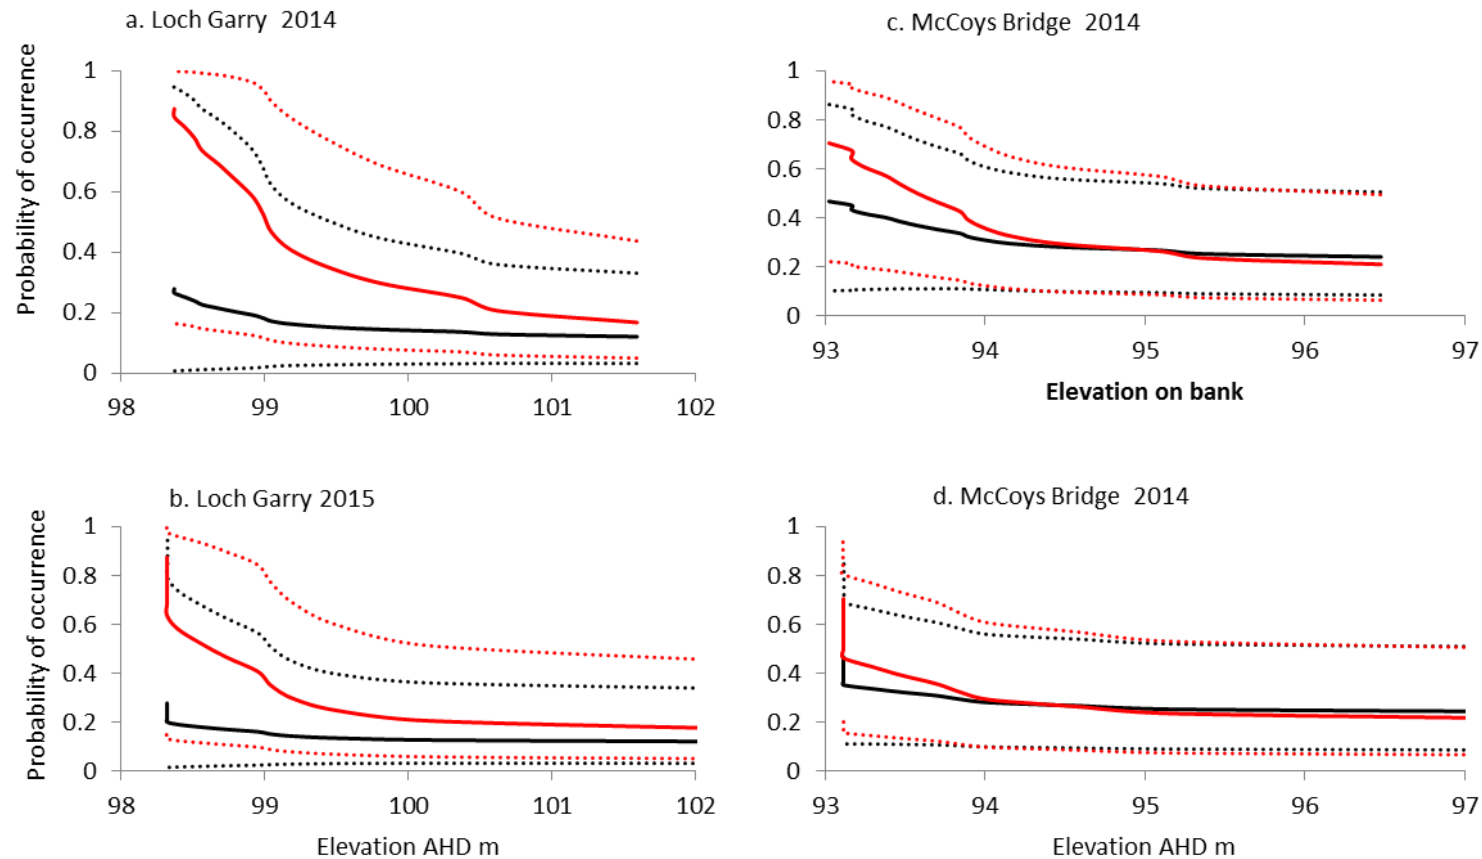 a. Loch Garry 2014
Probability of occurrence
1
0.8
0.6
0.4
0.2
0
98 99 100 101 102
c. McCoys Bridge 2014
1
0.8
0.6
0.4
0.2
0
93 94 95 96 97
Elevation on bank
b. Loch Garry 2015
Probability of occurrence
1
0.8
0.6
0.4
0.2
0
98 99 100 101 102
Elevation AHD m
d. McCoys Bridge 2014
1
0.8
0.6
0.4
0.2
0
93 94 95 96 97
Elevation AHD m